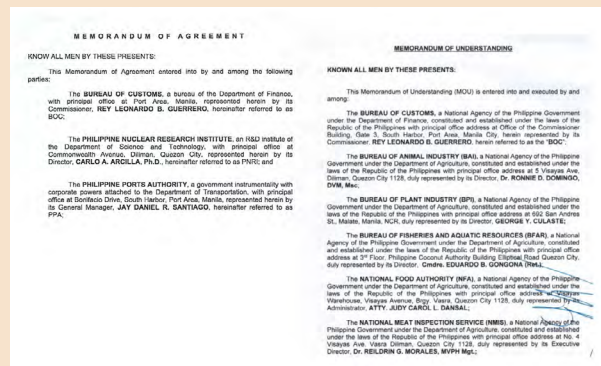 MEMORANDUM OF AGREEMENT
KNOW ALL MEN BY THESE PRESENTS:
This Memorandum of Agreement entered into by and among the following
parties:
The BUREAU OF CUSTOMS, a bureau of the Department of Finance,
with principal office at Port Area, Manila, represented herein by its
Commissioner, REY LEONARDO B. GUERRERO, hereinafter referred to as
BOC;
The PHILIPPINE NUCLEAR RESEARCH INSTITUTE, an R&D institute of
the Department of Science and Technology, with principal office at
Commonwealth Avenue, Diliman, Quezon City, represented herein by its
Director, CARLO A. ARCILLA, Ph.D., hereinafter referred to as PNRI; and
The PHILIPPINE PORTS AUTHORITY, a government instrumentality with
corporate powers attached to the Department of Transportation, with principal
office at Bonifacio Drive, South Harbor, Port Area, Manila, represented herein by
its General Manager, JAY DANIEL R. SANTIAGO, hereinafter referred to as
PPA;
MEMORANDUM OF UNDERSTANDING
KNOWN ALL MEN BY THESE PRESENTS:
This Memorandum of Understanding (MOU) is entered into and executed by and
among:
The BUREAU OF CUSTOMS, a National Agency of the Philippine Government
under the Department of Finance, constituted and established under the laws of the
Republic of the Philippines with principal office address at Office of the Commissioner
Building, Gate 3, South Harbor, Port Area, Manila City, herein represented by its
Commissioner, REY LEONARDO B. GUERRERO, herein referred to as the "BOC";
The BUREAU OF ANIMAL INDUSTRY (BAI), a National Agency of the Philippine
Government under the Department of Agriculture, constituted and established under the
laws of the Republic of the Philippines with principal office address at 5 Visayas Ave,
Diliman, Quezon City 1128, duly represented by its Director, Dr. RONNIE D. DOMINGO,
DVM, Msc;
The BUREAU OF PLANT INDUSTRY (BPI), a National Agency of the Philippine
Government under the Department of Agriculture, constituted and established under the
laws of the Republic of the Philippines with principal office address at 692 San Andres
St., Malate, Manila, NCR, duly represented by its Director, GEORGE Y. CULASTE;
The BUREAU OF FISHERIES AND AQUATIC RESOURCES (BFAR), a National
Agency of the Philippine Government under the Department of Agriculture, constituted
and established under the laws of the Republic of the Philippines with principal office
address at 3rd Floor, Philippine Coconut Authority Building Elliptical Road Quezon City,
duly represented by its Director, Cmdre. EDUARDO B. GONGONA (Ret.);
The NATIONAL FOOD AUTHORITY (NFA), a National Agency of the Philippine
Government under the Department of Agriculture, constituted and established under the
laws of the Republic of the Philippines with principal office address at Visayas
Warehouse, Visayas Avenue, Brgy. Vasra, Quezon City 1128, duly represented by its
Administrator, ATTY. JUDY CAROL L. DANSAL;
The NATIONAL MEAT INSPECTION SERVICE (NMIS), a National Agency of the
Philippine Government under the Department of Agriculture, constituted and established
under the laws of the Republic of the Philippines with principal office address at No. 4
Visayas Ave. Vasra Diliman, Quezon City 1128, duly represented by its Executive
Director, Dr. REILDRIN G. MORALES, MVPH Mgt.;